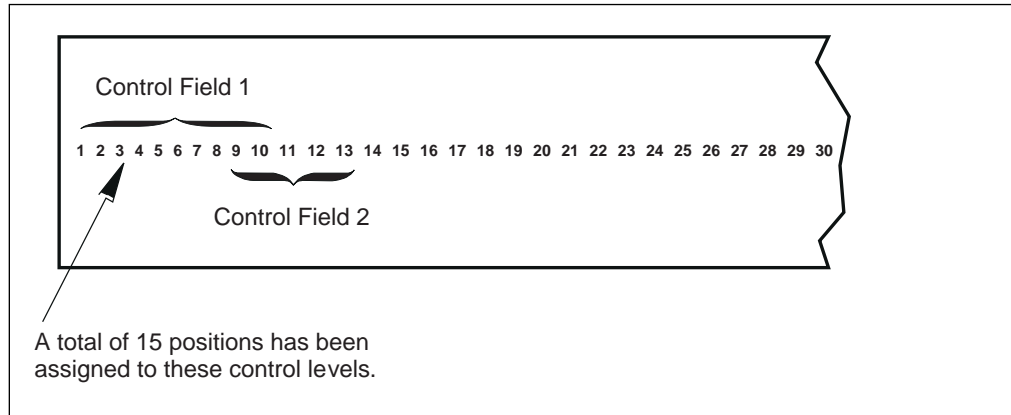 Control Field 1
1 2 3 4 5 6 7 8 9 10 11 12 13 14 15 16 17 18 19 20 21 22 23 24 25 26 27 28 29 30
Control Field 2
A total of 15 positions has been
assigned to these control levels.